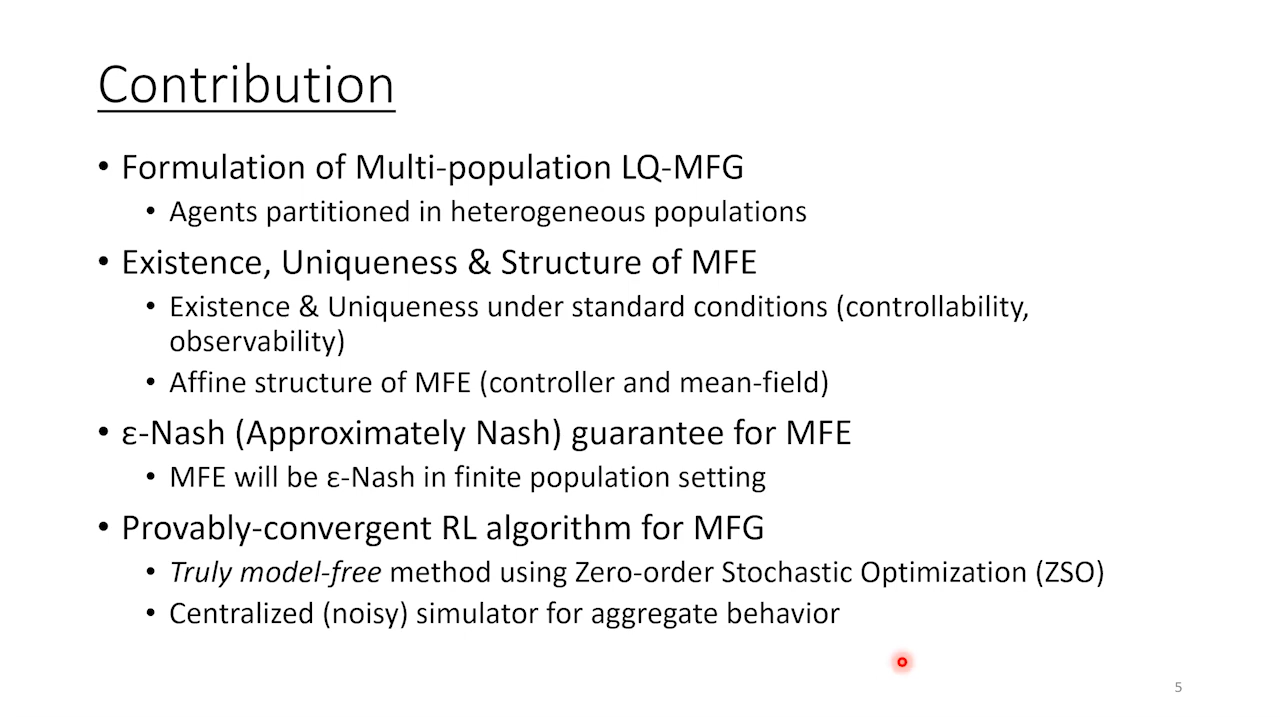 Contribution
• Formulation of Multi-population LQ-MFG
• Agents partitioned in heterogeneous populations
• Existence, Uniqueness & Structure of MFE
• Existence & Uniqueness under standard conditions (controllability,
observability)
• Affine structure of MFE (controller and mean-field)
• ε-Nash (Approximately Nash) guarantee for MFE
• MFE will be ε-Nash in finite population setting
• Provably-convergent RL algorithm for MFG
• Truly model-free method using Zero-order Stochastic Optimization (ZSO)
• Centralized (noisy) simulator for aggregate behavior
5